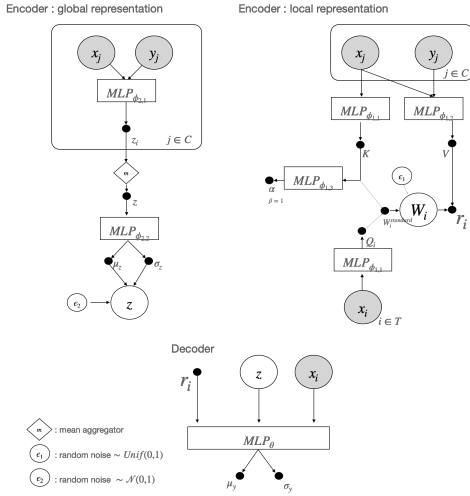 Encoder : global representation
x_j y_j
MLP_{ϕ_{2,1}}
z_i j ∈ C
m
z
MLP_{ϕ_{2,2}}
μ_z σ_z
ϵ_2 z
Encoder : local representation
x_j y_j
j ∈ C
MLP_{ϕ_{1,1}} MLP_{ϕ_{1,2}}
K V
MLP_{ϕ_{1,3}} ϵ_1
α
β = 1
W_i^{standard} W_i r_i
Q_i
MLP_{ϕ_{1,1}}
x_i
i ∈ T
Decoder
r_i z x_i
MLP_θ
μ_y σ_y
m : mean aggregator
ϵ_1 : random noise ∼ Unif(0,1)
ϵ_2 : random noise ∼ 𝒩(0,1)